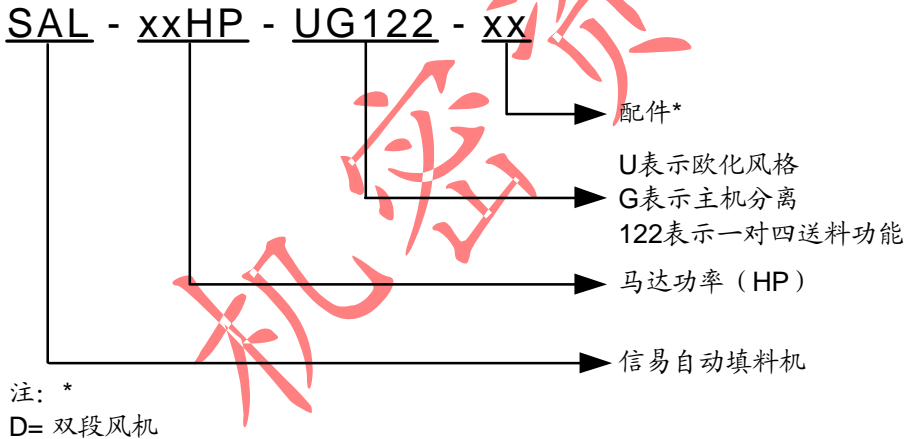 SAL - xxHP - UG122 - xx
配件*
U表示欧化风格
G表示主机分离
122表示一对四送料功能
马达功率（HP）
信易自动填料机
注: *
D= 双段风机
机密资